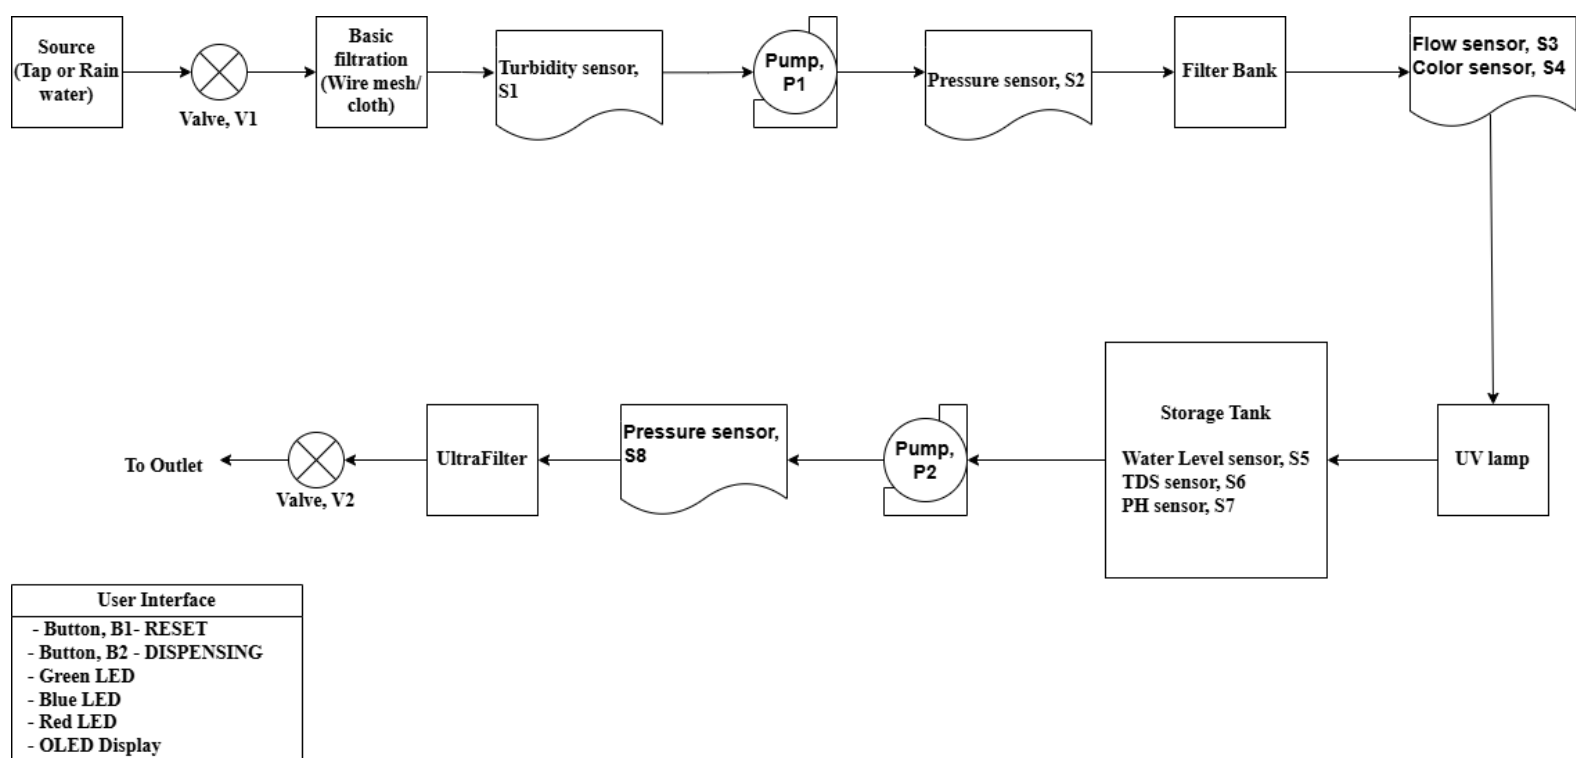 Source
(Tap or Rain
water)
Valve, V1
Basic
filtration
(Wire mesh/
cloth)
Turbidity sensor,
S1
Pump,
P1
Pressure sensor, S2
Filter Bank
Flow sensor, S3
Color sensor, S4
To Outlet
Valve, V2
UltraFilter
Pressure sensor,
S8
Pump,
P2
Storage Tank
Water Level sensor, S5
TDS sensor, S6
PH sensor, S7
UV lamp
User Interface
- Button, B1- RESET
- Button, B2 - DISPENSING
- Green LED
- Blue LED
- Red LED
- OLED Display